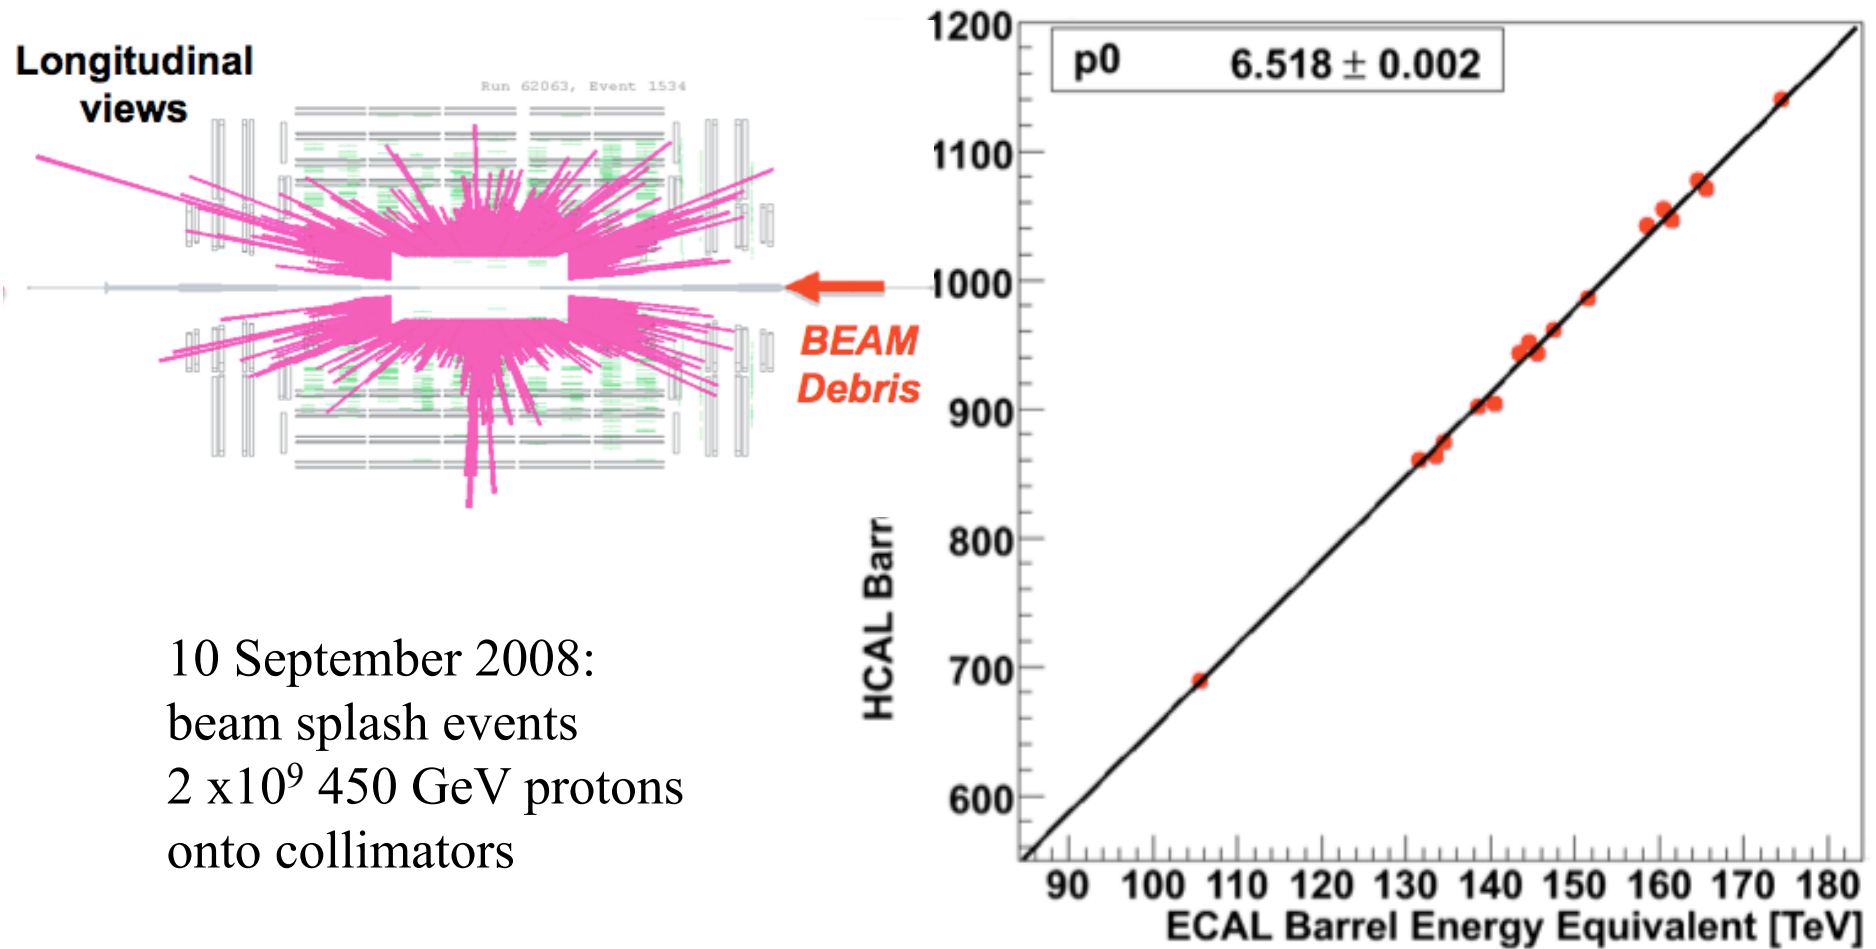 Longitudinal
views
Run 62063, Event 1534
BEAM
Debris
10 September 2008:
beam splash events
2 x10⁹ 450 GeV protons
onto collimators
p0 6.518 ± 0.002
1200
1100
1000
900
800
700
600
HCAL Barr
90 100 110 120 130 140 150 160 170 180
ECAL Barrel Energy Equivalent [TeV]